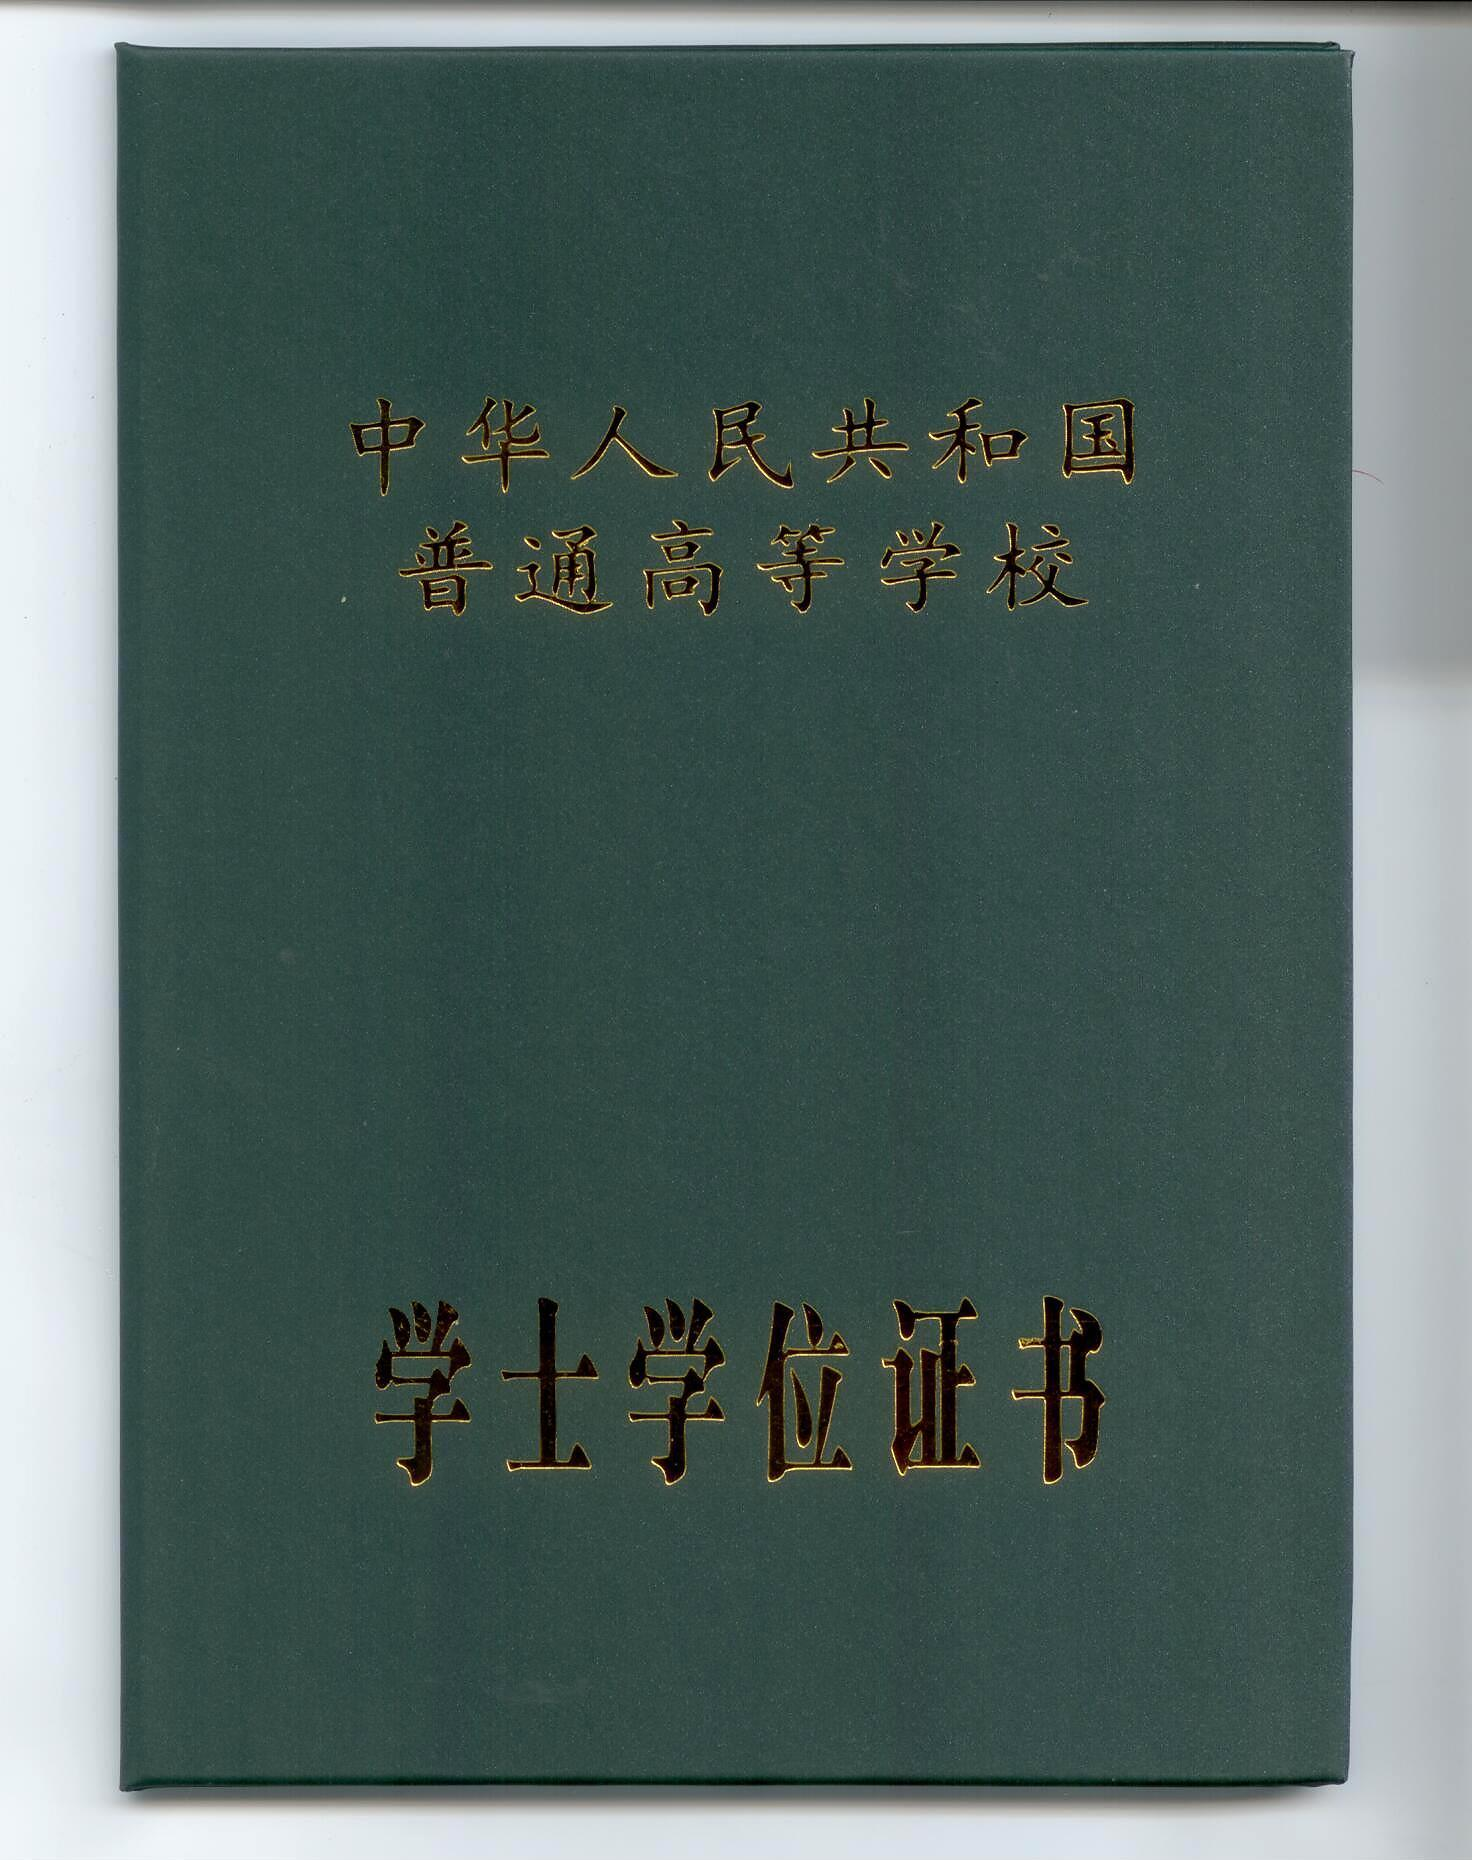 中华人民共和国
普通高等学校
学士学位证书